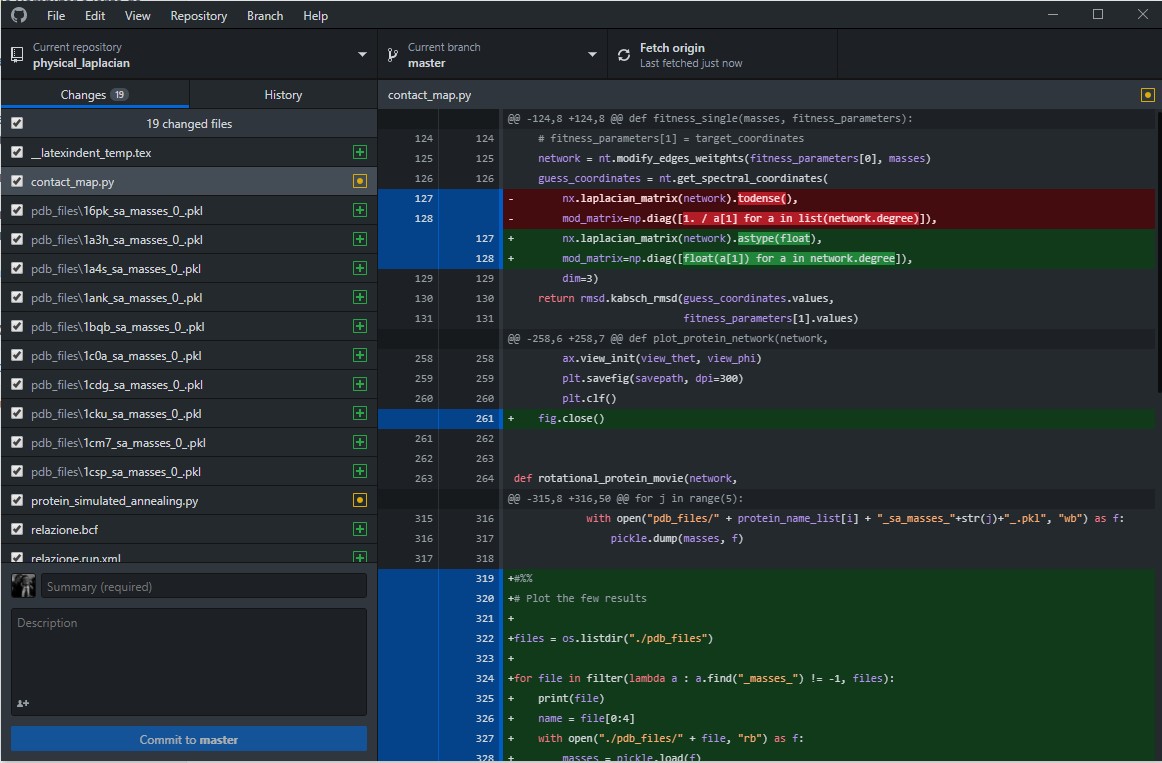 File Edit View Repository Branch Help
Current repository
physical_laplacian
Current branch
master
Fetch origin
Last fetched just now
Changes 19
History
19 changed files
__latexindent_temp.tex
contact_map.py
pdb_files\16pk_sa_masses_0_.pkl
pdb_files\1a3h_sa_masses_0_.pkl
pdb_files\1a4s_sa_masses_0_.pkl
pdb_files\1ank_sa_masses_0_.pkl
pdb_files\1bqb_sa_masses_0_.pkl
pdb_files\1c0a_sa_masses_0_.pkl
pdb_files\1cdg_sa_masses_0_.pkl
pdb_files\1cku_sa_masses_0_.pkl
pdb_files\1cm7_sa_masses_0_.pkl
pdb_files\1csp_sa_masses_0_.pkl
protein_simulated_annealing.py
relazione.bcf
relazione.run.xml
Summary (required)
Description
Commit to master
contact_map.py
@@ -124,8 +124,8 @@ def fitness_single(masses, fitness_parameters):
124 124 # fitness_parameters[1] = target_coordinates
125 125 network = nt.modify_edges_weitghts(fitness_parameters[0], masses)
126 126 guess_coordinates = nt.get_spectral_coordinates(
127 - nx.laplacian_matrix(network).todense(),
128 - mod_matrix=np.diag([1. / a[1] for a in list(network.degree)]),
127 + nx.laplacian_matrix(network).astype(float),
128 + mod_matrix=np.diag([float(a[1]) for a in network.degree]),
129 129 dim=3)
130 130 return rmsd.kabsch_rmsd(guess_coordinates.values,
131 131 fitness_parameters[1].values)
@@ -258,6 +258,7 @@ def plot_protein_network(network,
258 258 ax.view_init(view_thet, view_phi)
259 259 plt.savefig(savepath, dpi=300)
260 260 plt.clf()
261 + fig.close()
261 262
262 263
263 264 def rotational_protein_movie(network,
@@ -315,8 +316,50 @@ for j in range(5):
315 316 with open("pdb_files/" + protein_name_list[i] + "_sa_masses_"+str(j)+"_.pkl", "wb") as f:
316 317 pickle.dump(masses, f)
317 318
319 +#%%
320 +# Plot the few results
321 +
322 +files = os.listdir("./pdb_files")
323 +
324 +for file in filter(lambda a : a.find("_masses_") != -1, files):
325 + print(file)
326 + name = file[0:4]
327 + with open("./pdb_files/" + file, "rb") as f:
328 + masses = pickle.load(f)